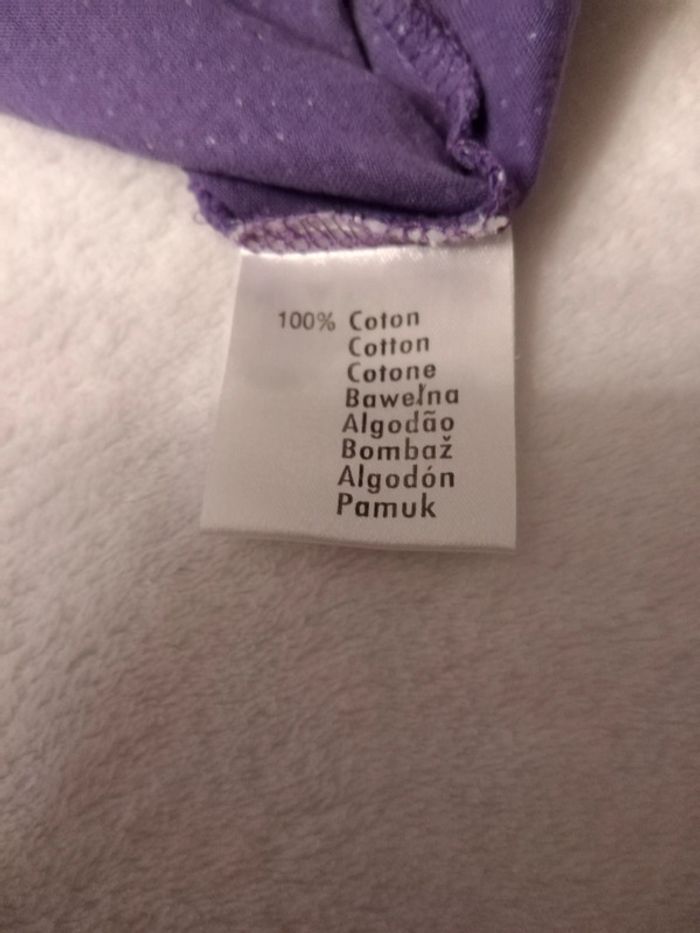 100% Coton
Cotton
Cotone
Bawełna
Algodão
Bombaž
Algodón
Pamuk